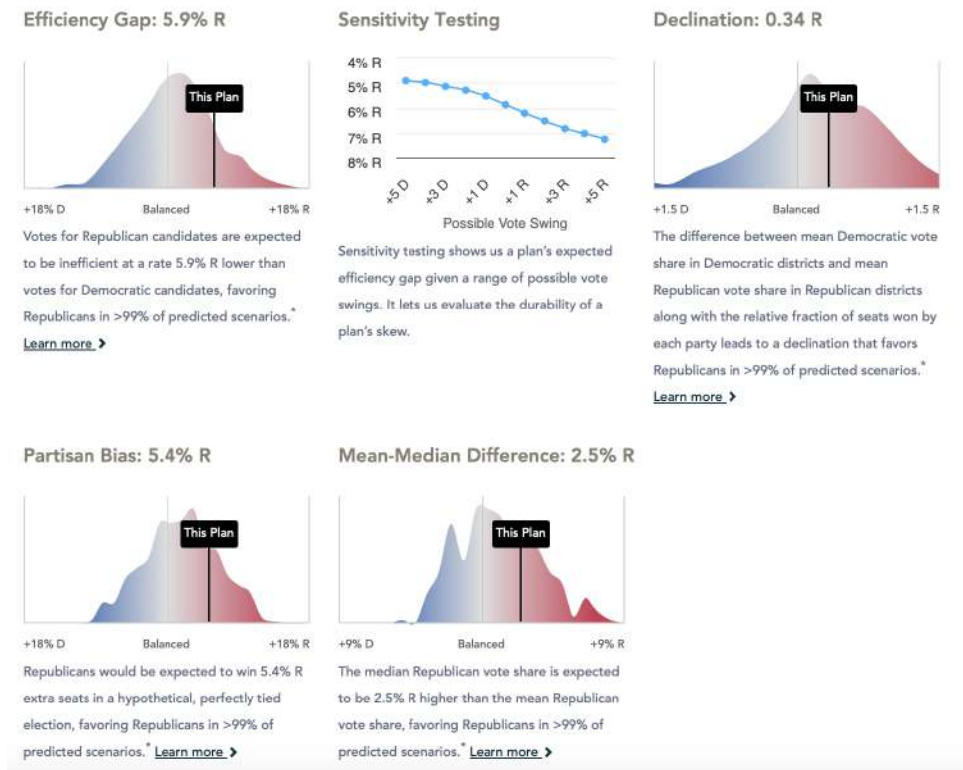 Efficiency Gap: 5.9% R
This Plan
+18% D
Balanced
+18% R
Votes for Republican candidates are expected
to be inefficient at a rate 5.9% R lower than
votes for Democratic candidates, favoring
Republicans in >99% of predicted scenarios.*
Learn more >
Sensitivity Testing
4% R
5% R
6% R
7% R
8% R
+5 D
+3 D
+1 D
+1 R
+3 R
+5 R
Possible Vote Swing
Sensitivity testing shows us a plan's expected
efficiency gap given a range of possible vote
swings. It lets us evaluate the durability of a
plan's skew.
Declination: 0.34 R
This Plan
+1.5 D
Balanced
+1.5 R
The difference between mean Democratic vote
share in Democratic districts and mean
Republican vote share in Republican districts
along with the relative fraction of seats won by
each party leads to a declination that favors
Republicans in >99% of predicted scenarios.*
Learn more >
Partisan Bias: 5.4% R
This Plan
+18% D
Balanced
+18% R
Republicans would be expected to win 5.4% R
extra seats in a hypothetical, perfectly tied
election, favoring Republicans in >99% of
predicted scenarios.* Learn more >
Mean-Median Difference: 2.5% R
This Plan
+9% D
Balanced
+9% R
The median Republican vote share is expected
to be 2.5% R higher than the mean Republican
vote share, favoring Republicans in >99% of
predicted scenarios.* Learn more >